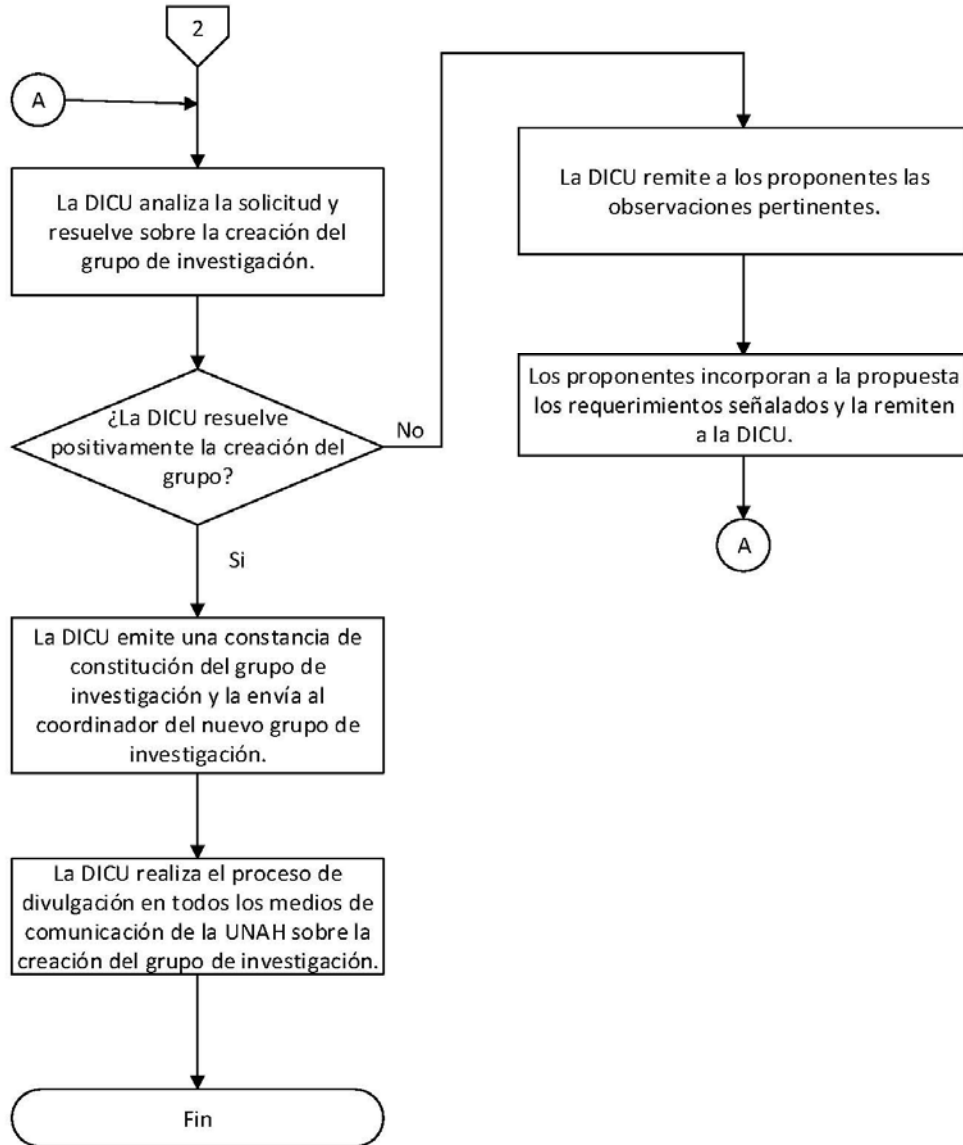 2
A
La DICU analiza la solicitud y
resuelve sobre la creación del
grupo de investigación.
¿La DICU resuelve
positivamente la creación del
grupo?
No
Si
La DICU emite una constancia de
constitución del grupo de
investigación y la envía al
coordinador del nuevo grupo de
investigación.
La DICU realiza el proceso de
divulgación en todos los medios de
comunicación de la UNAH sobre la
creación del grupo de investigación.
Fin
La DICU remite a los proponentes las
observaciones pertinentes.
Los proponentes incorporan a la propuesta
los requerimientos señalados y la remiten
a la DICU.
A